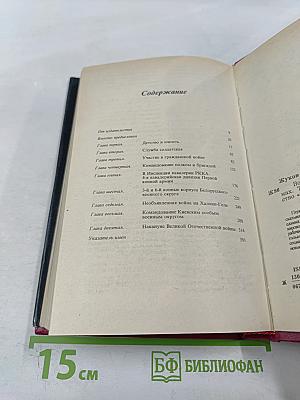 Содержание
От издательства 5
Вместо предисловия
Глава первая. Детство и юность
Глава вторая. Служба солдатская
Глава третья. Участие в гражданской войне
Глава четвертая. Командование полком и бригадой
Глава пятая. В Инспекции кавалерии РККА.
4-я кавалерийская дивизия Первой
конной армии
Глава шестая. 3-й и 6-й конные корпуса Белорусского
военного округа
Глава седьмая. Необъявленная война на Халхин-Голе
Глава восьмая. Командование Киевским особым
военным округом
Глава девятая. Накануне Великой Отечественной войны
Указатель имен
Жуков
Ж 86
15 см
БФ БИБЛИОФАН